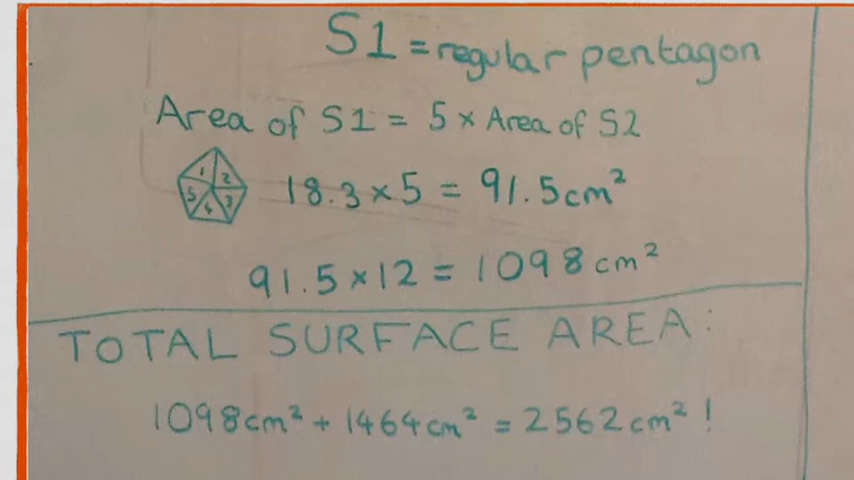 S1 = regular pentagon
Area of S1 = 5 × Area of S2
1 2 3 4 5
18.3 × 5 = 91.5cm²
91.5 × 12 = 1098 cm²
TOTAL SURFACE AREA:
1098cm² + 1464cm² = 2562cm² !